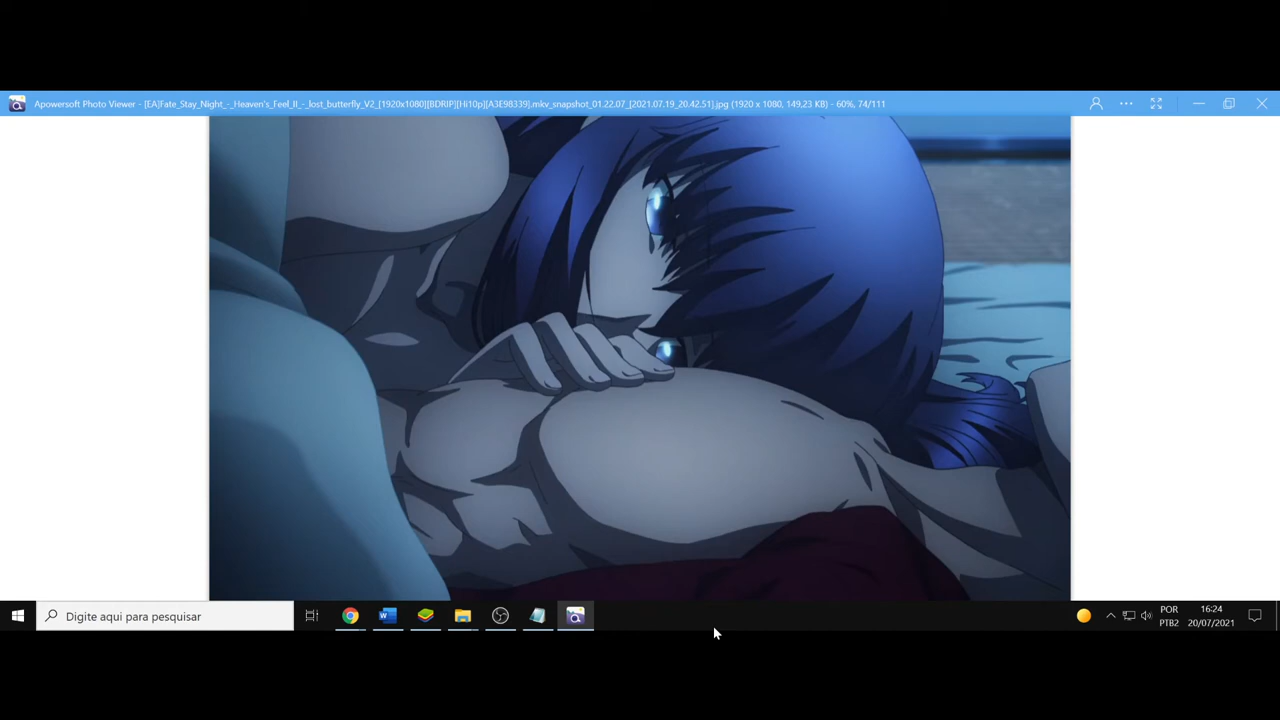 Apowersoft Photo Viewer - [EA]Fate_Stay_Night_-_Heaven's_Feel_II_-_lost_butterfly_V2_[1920x1080][BDRIP][Hi10p][A3E98339].mkv_snapshot_01.22.07_[2021.07.19_20.42.51].jpg (1920 x 1080, 149,23 KB) - 60%, 74/111
Digite aqui para pesquisar
POR
PTB2
16:24
20/07/2021